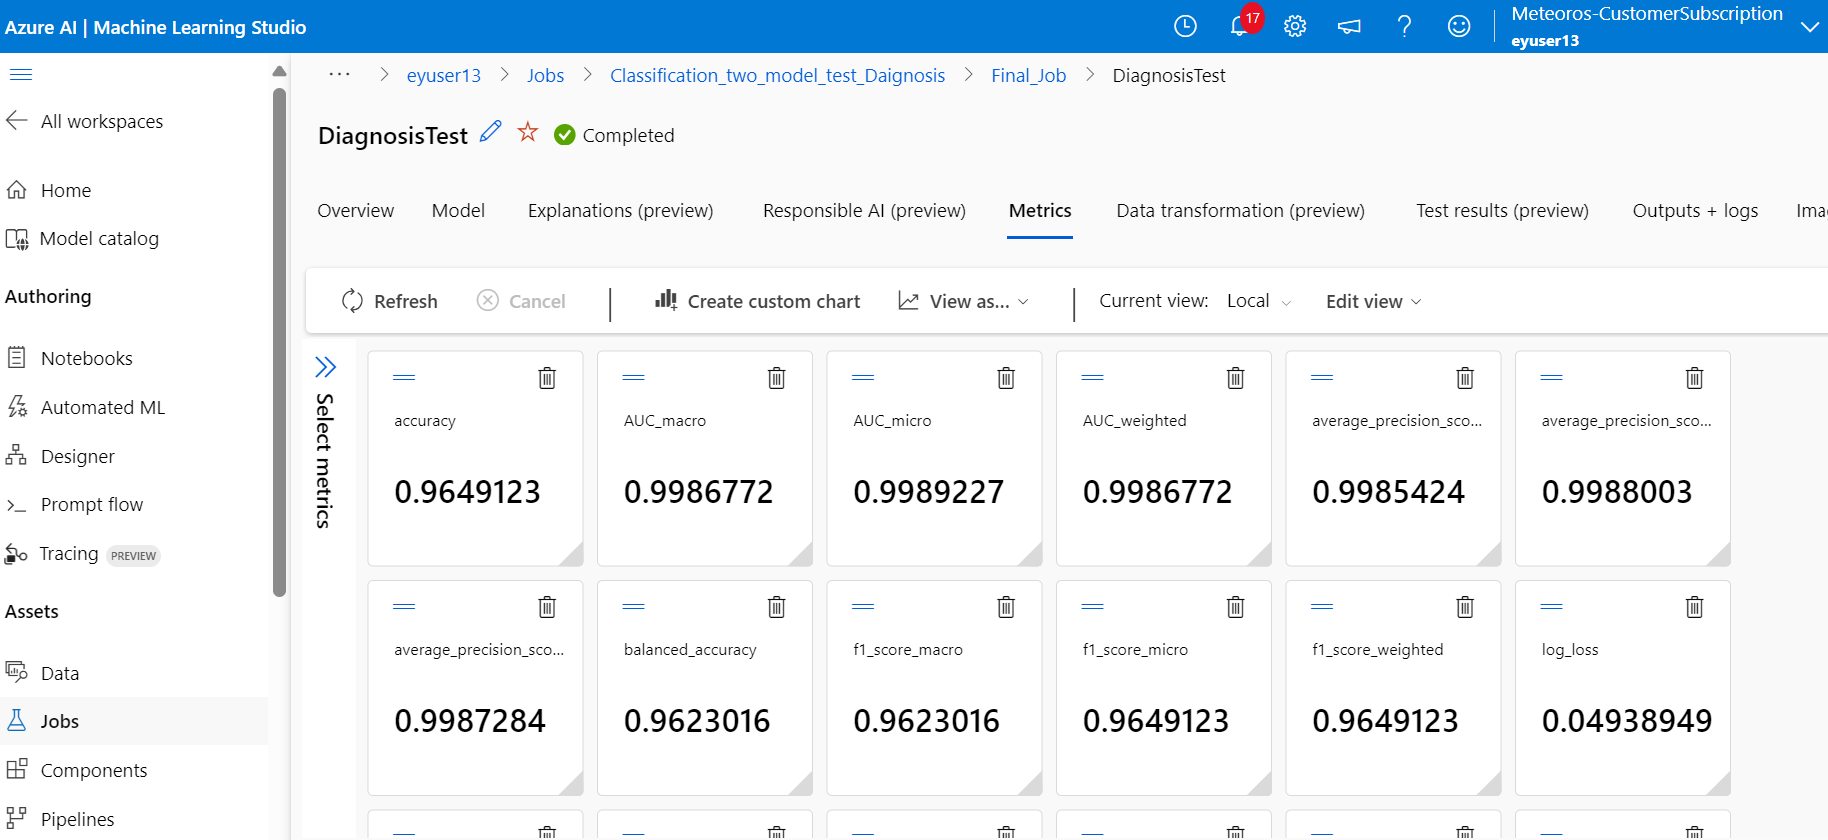 Azure AI | Machine Learning Studio
17
Meteoros-CustomerSubscription
eyuser13
All workspaces
Home
Model catalog
Authoring
Notebooks
Automated ML
Designer
Prompt flow
Tracing PREVIEW
Assets
Data
Jobs
Components
Pipelines
··· > eyuser13 > Jobs > Classification_two_model_test_Daignosis > Final_Job > DiagnosisTest
DiagnosisTest Completed
Overview Model Explanations (preview) Responsible AI (preview) Metrics Data transformation (preview) Test results (preview) Outputs + logs Imag
Refresh Cancel Create custom chart View as... Current view: Local Edit view
Select metrics
accuracy
0.9649123
AUC_macro
0.9986772
AUC_micro
0.9989227
AUC_weighted
0.9986772
average_precision_sco...
0.9985424
average_precision_sco...
0.9988003
average_precision_sco...
0.9987284
balanced_accuracy
0.9623016
f1_score_macro
0.9623016
f1_score_micro
0.9649123
f1_score_weighted
0.9649123
log_loss
0.04938949